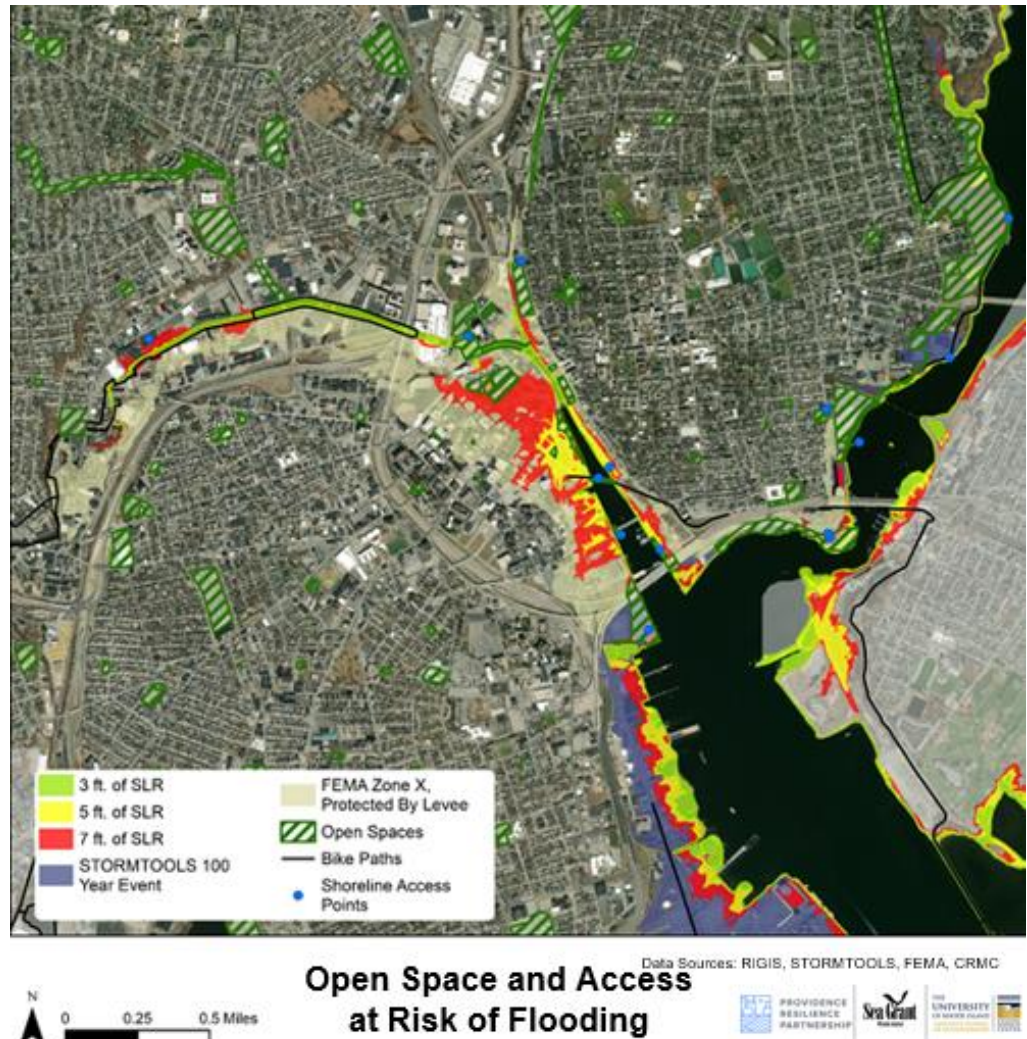 3 ft. of SLR
5 ft. of SLR
7 ft. of SLR
STORMTOOLS 100
Year Event
FEMA Zone X,
Protected By Levee
Open Spaces
Bike Paths
Shoreline Access
Points
Data Sources: RIGIS, STORMTOOLS, FEMA, CRMC
Open Space and Access
at Risk of Flooding
N
0 0.25 0.5 Miles
PROVIDENCE
RESILIENCE
PARTNERSHIP
Sea Grant
THE
UNIVERSITY
OF RHODE ISLAND